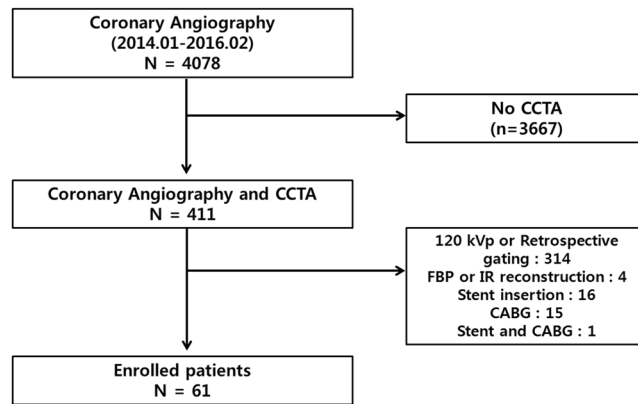 Coronary Angiography
(2014.01-2016.02)
N = 4078
No CCTA
(n=3667)
Coronary Angiography and CCTA
N = 411
120 kVp or Retrospective
gating : 314
FBP or IR reconstruction : 4
Stent insertion : 16
CABG : 15
Stent and CABG : 1
Enrolled patients
N = 61